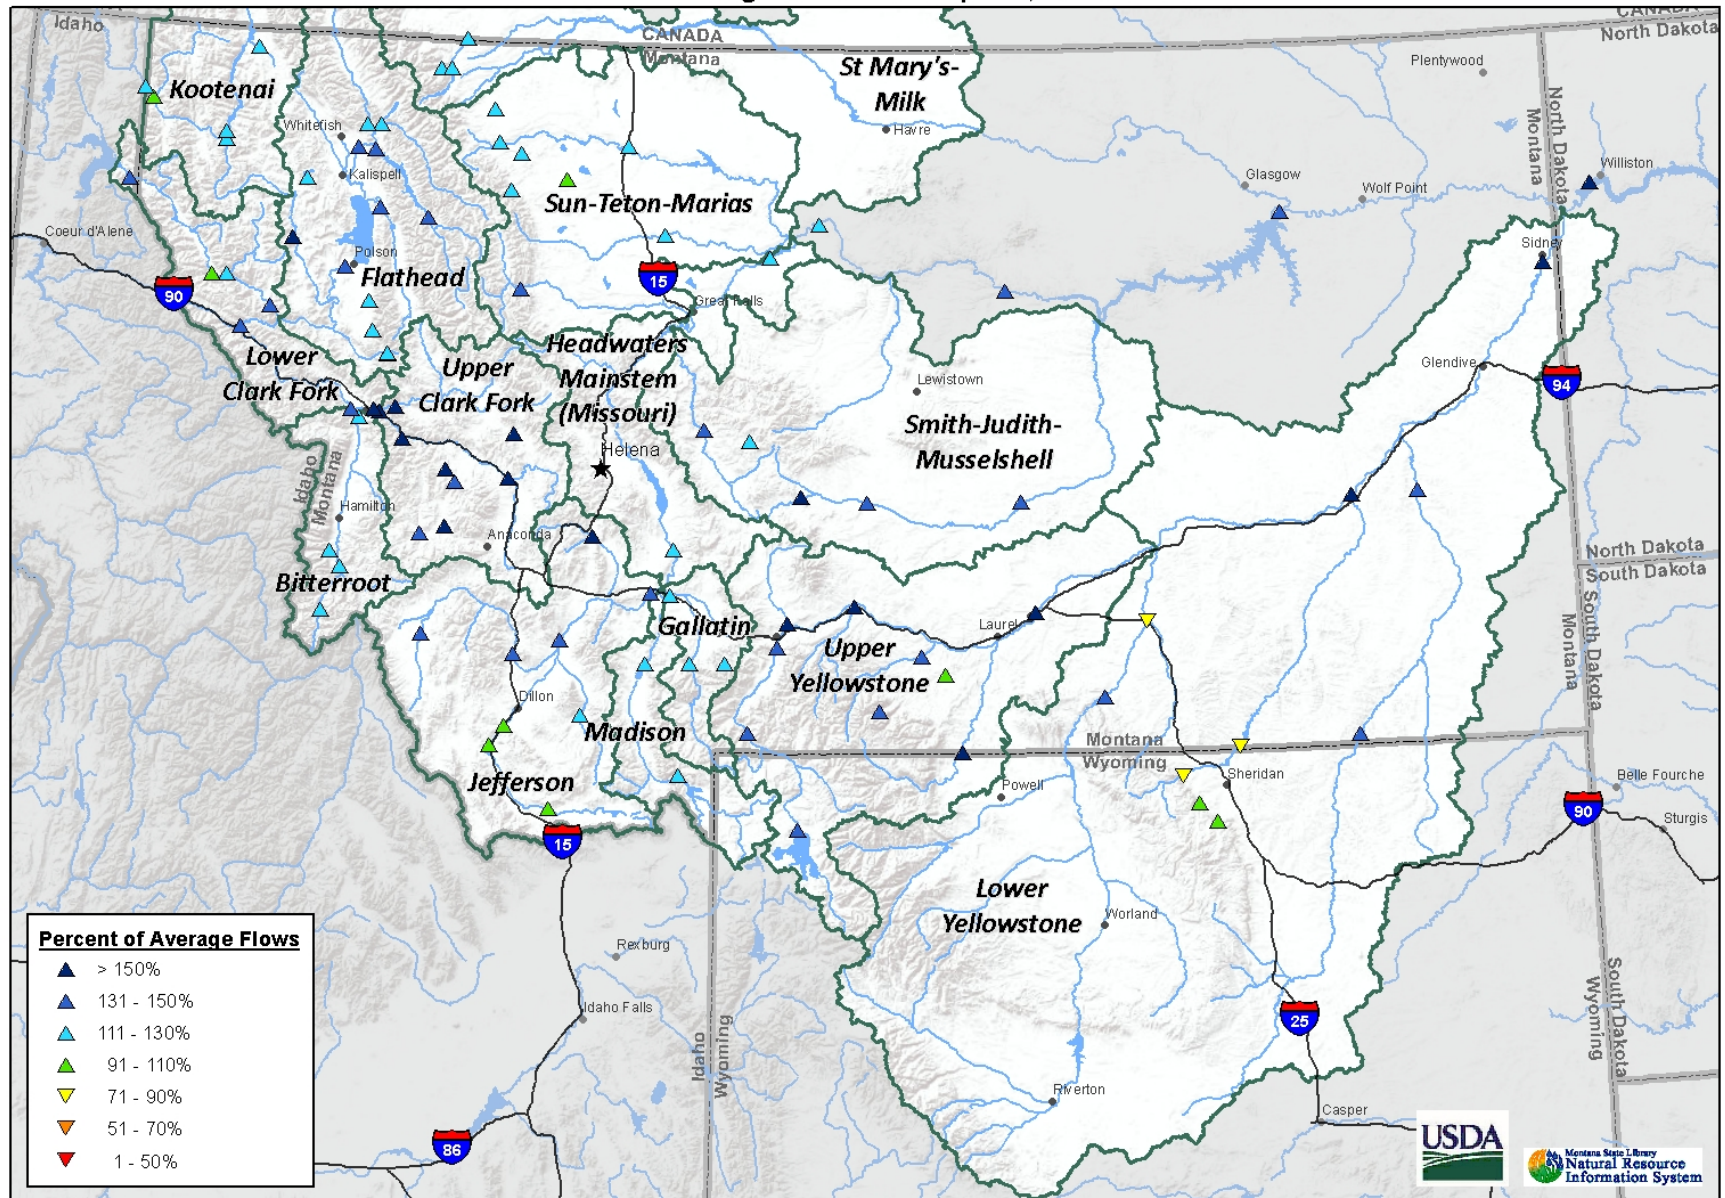 Idaho
CANADA
Montana
CANADA
North Dakota
Plentywood
Kootenai
St Mary's-
Milk
Whitefish
Havre
North Dakota
Montana
Williston
Kalispell
Glasgow
Wolf Point
Sun-Teton-Marias
Coeur d'Alene
Polson
Sidney
Flathead
90
15
Great Falls
Headwaters
Mainstem
(Missouri)
Lower
Clark Fork
Upper
Clark Fork
Lewistown
Glendive
94
Smith-Judith-
Musselshell
Helena
Idaho
Montana
Hamilton
Anaconda
North Dakota
South Dakota
Bitterroot
Gallatin
Laurel
South Dakota
Montana
Upper
Yellowstone
Dillon
Madison
Montana
Wyoming
Jefferson
Powell
Sheridan
Belle Fourche
15
90
Sturgis
Lower
Yellowstone
Worland
Percent of Average Flows
> 150%
131 - 150%
111 - 130%
91 - 110%
71 - 90%
51 - 70%
1 - 50%
Rexburg
Idaho Falls
Idaho
Wyoming
25
South Dakota
Wyoming
Riverton
Casper
86
USDA
Montana State Library
Natural Resource
Information System